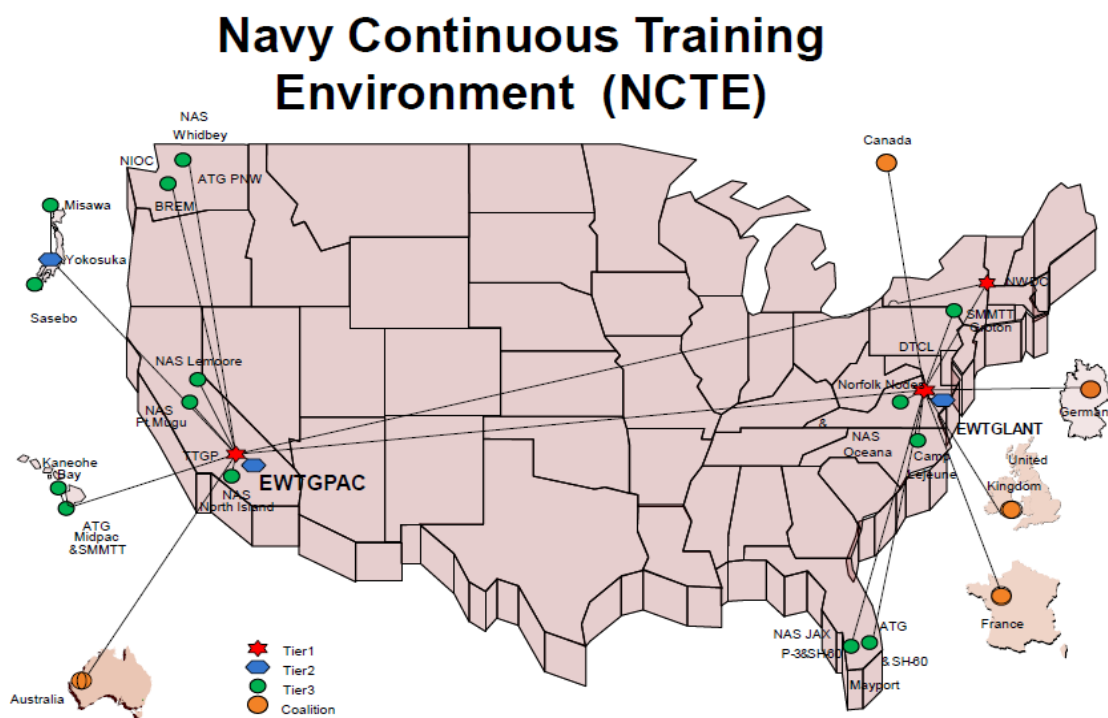 Navy Continuous Training
Environment (NCTE)
NAS
Whidbey
NIOC
ATG PNW
BREM
Misawa
Yokosuka
Sasebo
Canada
NWDC
SMMTT
Groton
DTCL
NAS Lemoore
NAS
Pt.Mugu
Norfolk Nodes
German
&
EWTGLANT
NAS
Oceana
Camp
Lejeune
United
Kingdom
TTGP
EWTGPAC
NAS
North Island
Kaneohe
Bay
ATG
Midpac
&SMMTT
France
NAS JAX
P-3&SH-60
ATG
& SH-60
Mayport
Australia
Tier1
Tier2
Tier3
Coalition